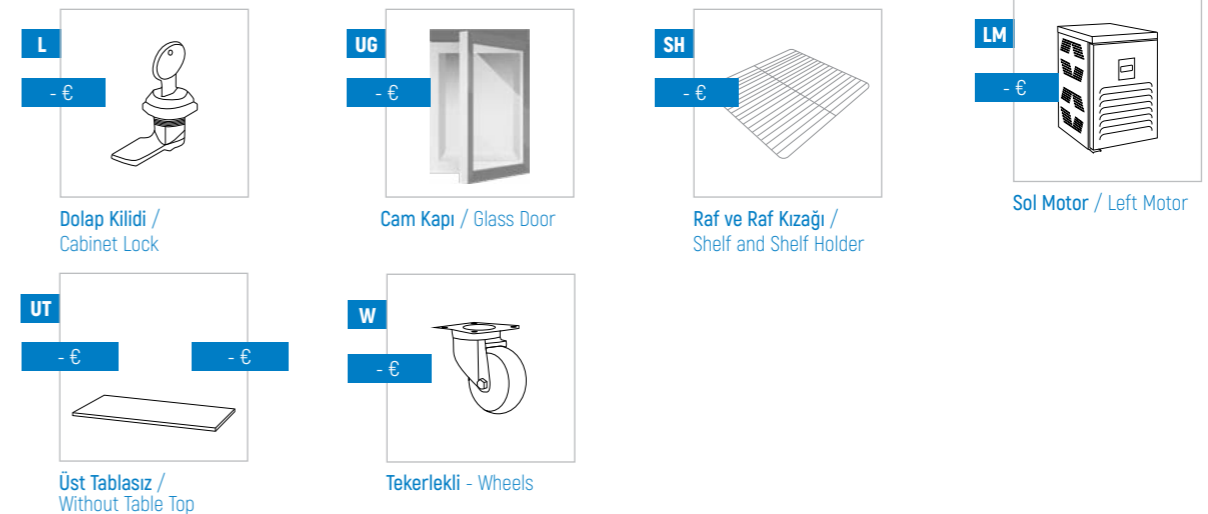 L
- €
Dolap Kilidi /
Cabinet Lock
UG
- €
Cam Kapı / Glass Door
SH
- €
Raf ve Raf Kızağı /
Shelf and Shelf Holder
LM
- €
Sol Motor / Left Motor
UT
- € - €
Üst Tablasız /
Without Table Top
W
- €
Tekerlekli - Wheels